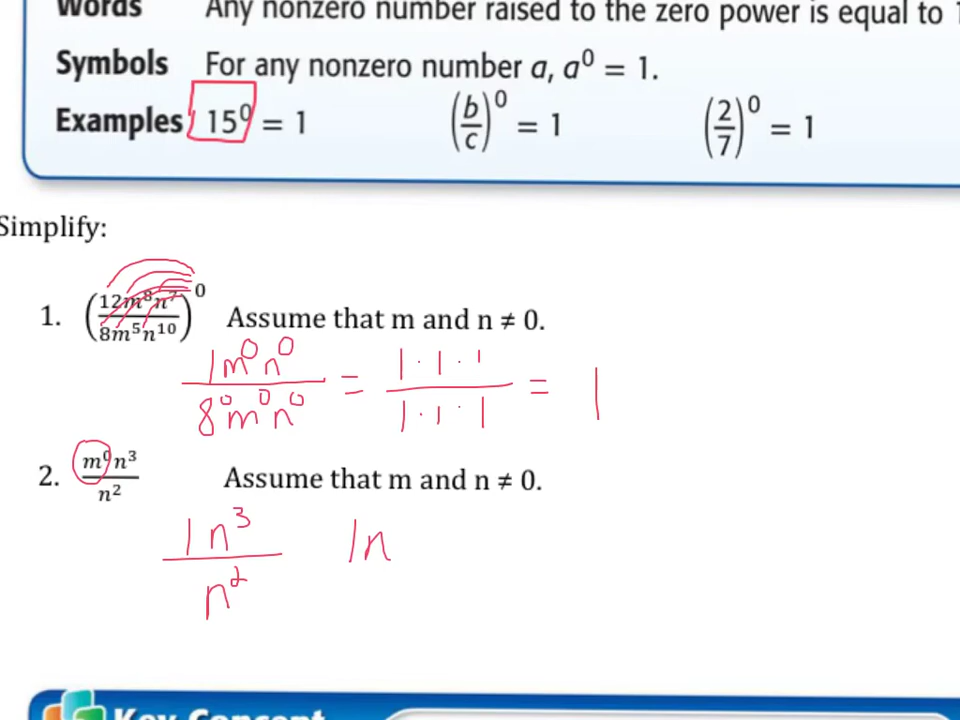 Words Any nonzero number raised to the zero power is equal to 1
Symbols For any nonzero number a, a⁰ = 1.
Examples 15⁰ = 1 (b/c)⁰ = 1 (2/7)⁰ = 1
Simplify:
1. (12m⁸n⁷/8m⁵n¹⁰)⁰ Assume that m and n ≠ 0.
1m⁰n⁰/8⁰m⁰n⁰ = 1·1·1/1·1·1 = 1
2. m⁰n³/n² Assume that m and n ≠ 0.
1n³/n² 1n
Key Concept